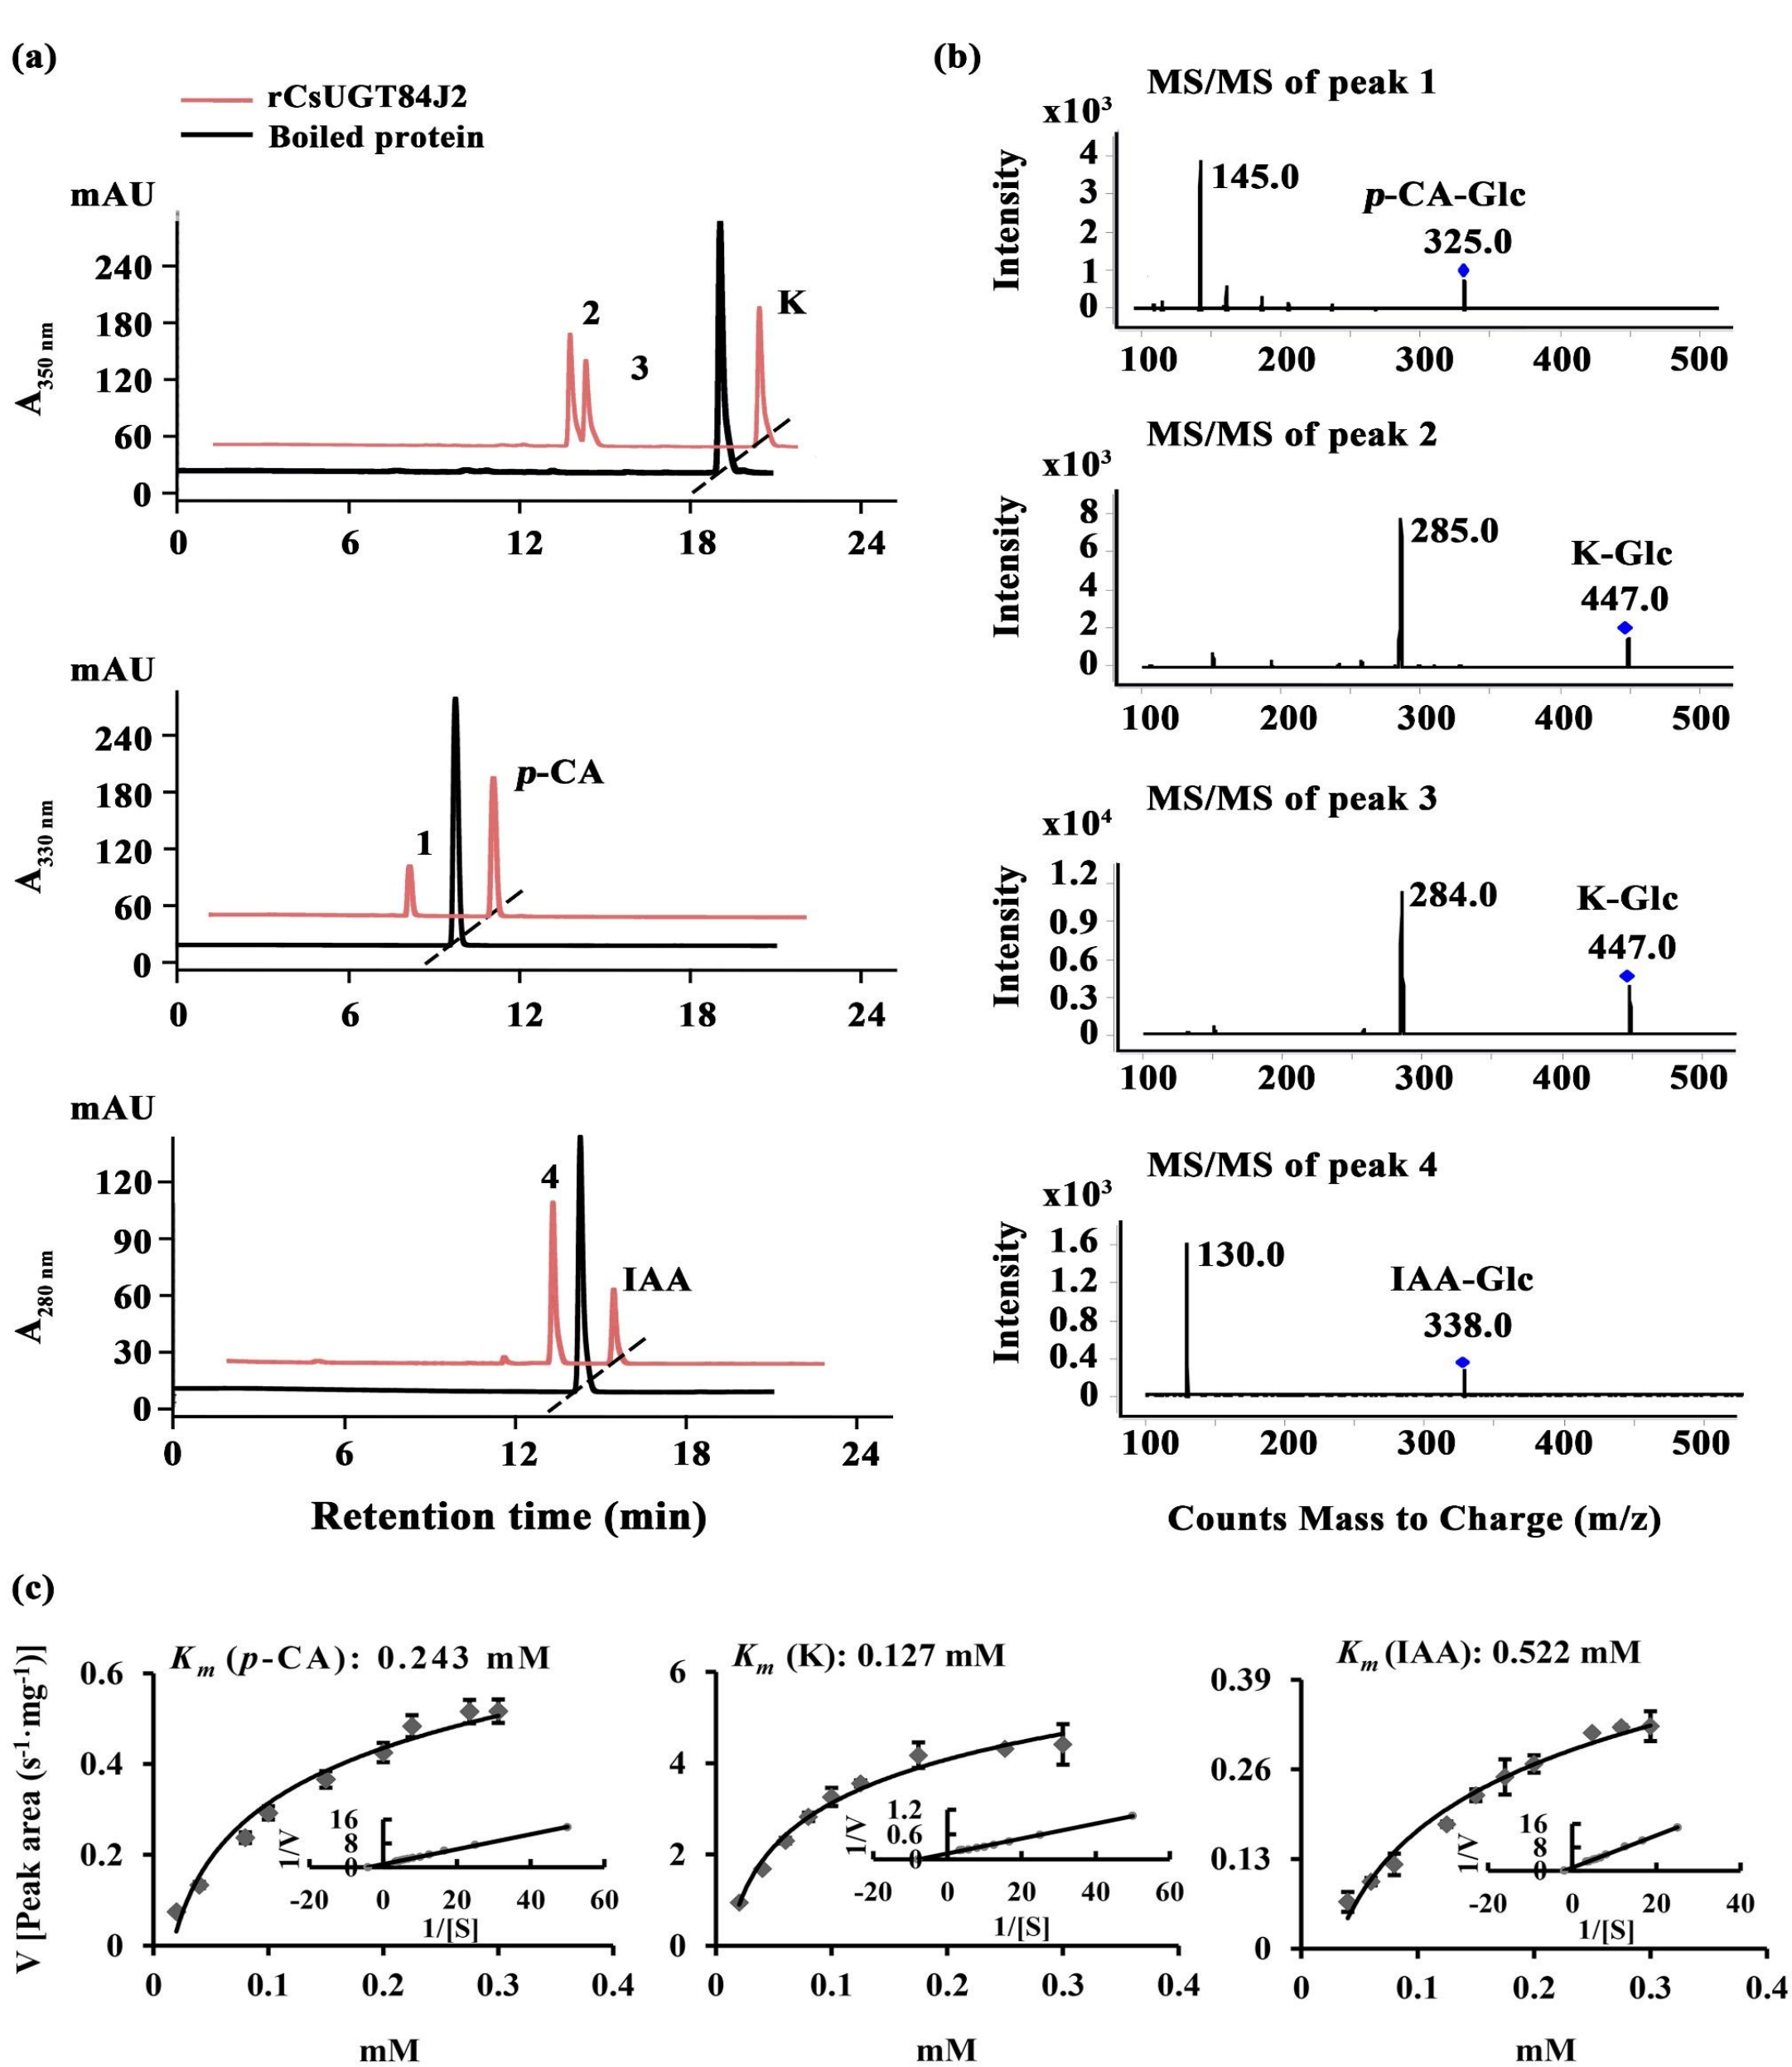 (a)
rCsUGT84J2
Boiled protein
mAU
A350 nm
240
180
120
60
0
2
3
K
0 6 12 18 24
mAU
A330 nm
240
180
120
60
0
1
p-CA
0 6 12 18 24
mAU
A280 nm
120
90
60
30
0
4
IAA
0 6 12 18 24
Retention time (min)
(b)
MS/MS of peak 1
x10³
Intensity
4
3
2
1
0
145.0
p-CA-Glc
325.0
100 200 300 400 500
MS/MS of peak 2
x10³
Intensity
8
6
4
2
0
285.0
K-Glc
447.0
100 200 300 400 500
MS/MS of peak 3
x10⁴
Intensity
1.2
0.9
0.6
0.3
0
284.0
K-Glc
447.0
100 200 300 400 500
MS/MS of peak 4
x10³
Intensity
1.6
1.2
0.8
0.4
0
130.0
IAA-Glc
338.0
100 200 300 400 500
Counts Mass to Charge (m/z)
(c)
V [Peak area (s⁻¹·mg⁻¹)]
Km (p-CA): 0.243 mM
0.6
0.4
0.2
0
1/V
16
8
0
-20 0 20 40 60
1/[S]
0 0.1 0.2 0.3 0.4
mM
Km (K): 0.127 mM
6
4
2
0
1/V
1.2
0.6
0
-20 0 20 40 60
1/[S]
0 0.1 0.2 0.3 0.4
mM
Km (IAA): 0.522 mM
0.39
0.26
0.13
0
1/V
16
8
0
-20 0 20 40
1/[S]
0 0.1 0.2 0.3 0.4
mM